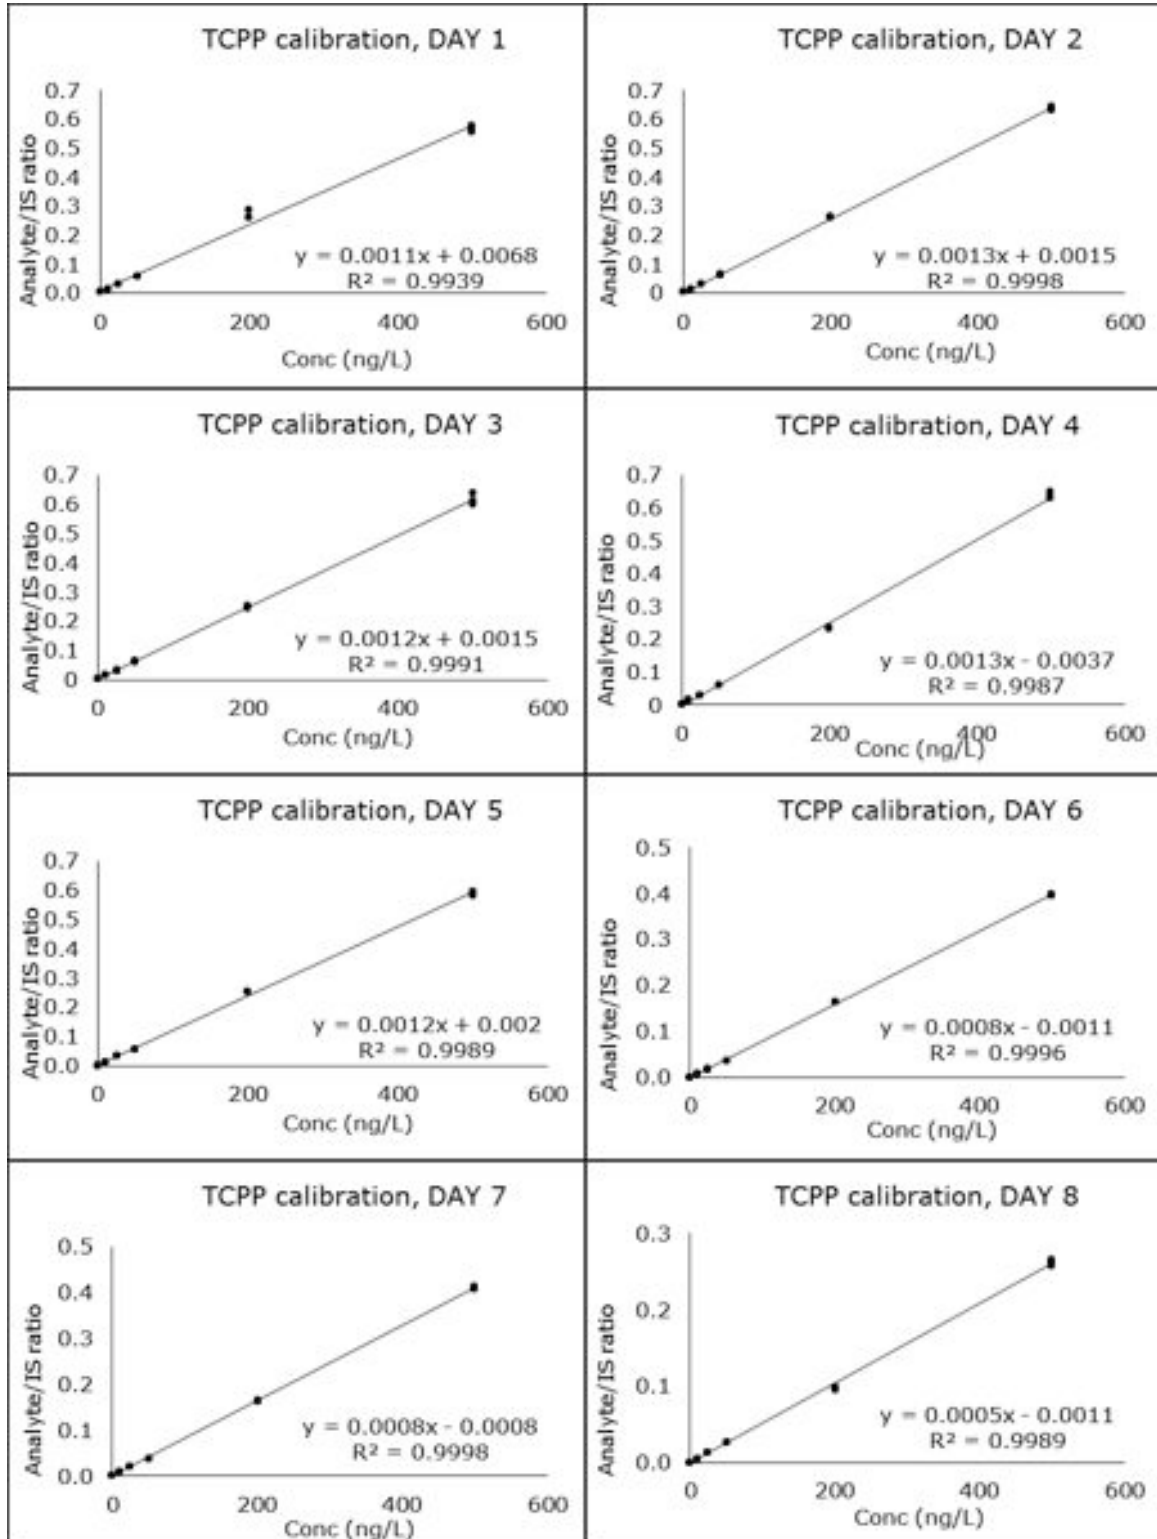 TCPP calibration, DAY 1
Analyte/IS ratio
0.7
0.6
0.5
0.4
0.3
0.2
0.1
0.0
y = 0.0011x + 0.0068
R² = 0.9939
0 200 400 600
Conc (ng/L)
TCPP calibration, DAY 2
Analyte/IS ratio
0.7
0.6
0.5
0.4
0.3
0.2
0.1
0.0
y = 0.0013x + 0.0015
R² = 0.9998
0 200 400 600
Conc (ng/L)
TCPP calibration, DAY 3
Analyte/IS ratio
0.7
0.6
0.5
0.4
0.3
0.2
0.1
0
y = 0.0012x + 0.0015
R² = 0.9991
0 200 400 600
Conc (ng/L)
TCPP calibration, DAY 4
Analyte/IS ratio
0.7
0.6
0.5
0.4
0.3
0.2
0.1
0
y = 0.0013x - 0.0037
R² = 0.9987
0 200 400 600
Conc (ng/L)
TCPP calibration, DAY 5
Analyte/IS ratio
0.7
0.6
0.5
0.4
0.3
0.2
0.1
0.0
y = 0.0012x + 0.002
R² = 0.9989
0 200 400 600
Conc (ng/L)
TCPP calibration, DAY 6
Analyte/IS ratio
0.5
0.4
0.3
0.2
0.1
0.0
y = 0.0008x - 0.0011
R² = 0.9996
0 200 400 600
Conc (ng/L)
TCPP calibration, DAY 7
Analyte/IS ratio
0.5
0.4
0.3
0.2
0.1
0.0
y = 0.0008x - 0.0008
R² = 0.9998
0 200 400 600
Conc (ng/L)
TCPP calibration, DAY 8
Analyte/IS ratio
0.3
0.2
0.1
0.0
y = 0.0005x - 0.0011
R² = 0.9989
0 200 400 600
Conc (ng/L)